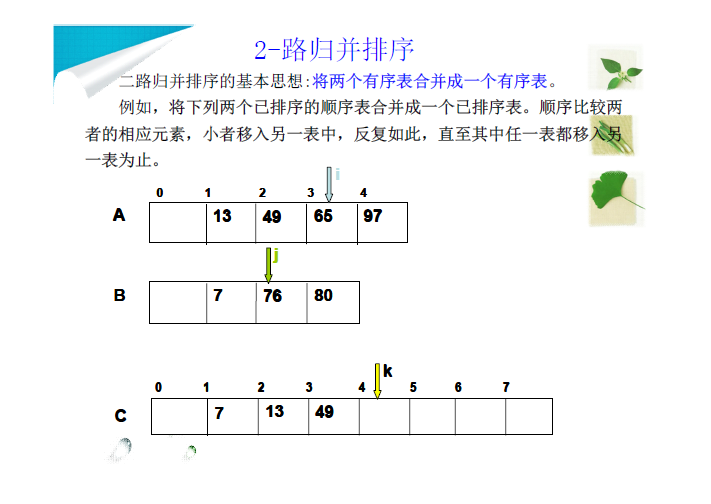 2-路归并排序
二路归并排序的基本思想:将两个有序表合并成一个有序表。
例如，将下列两个已排序的顺序表合并成一个已排序表。顺序比较两
者的相应元素，小者移入另一表中，反复如此，直至其中任一表都移入另
一表为止。
i
0 1 2 3 4
A 13 49 65 97
j
B 7 76 80
k
0 1 2 3 4 5 6 7
C 7 13 49